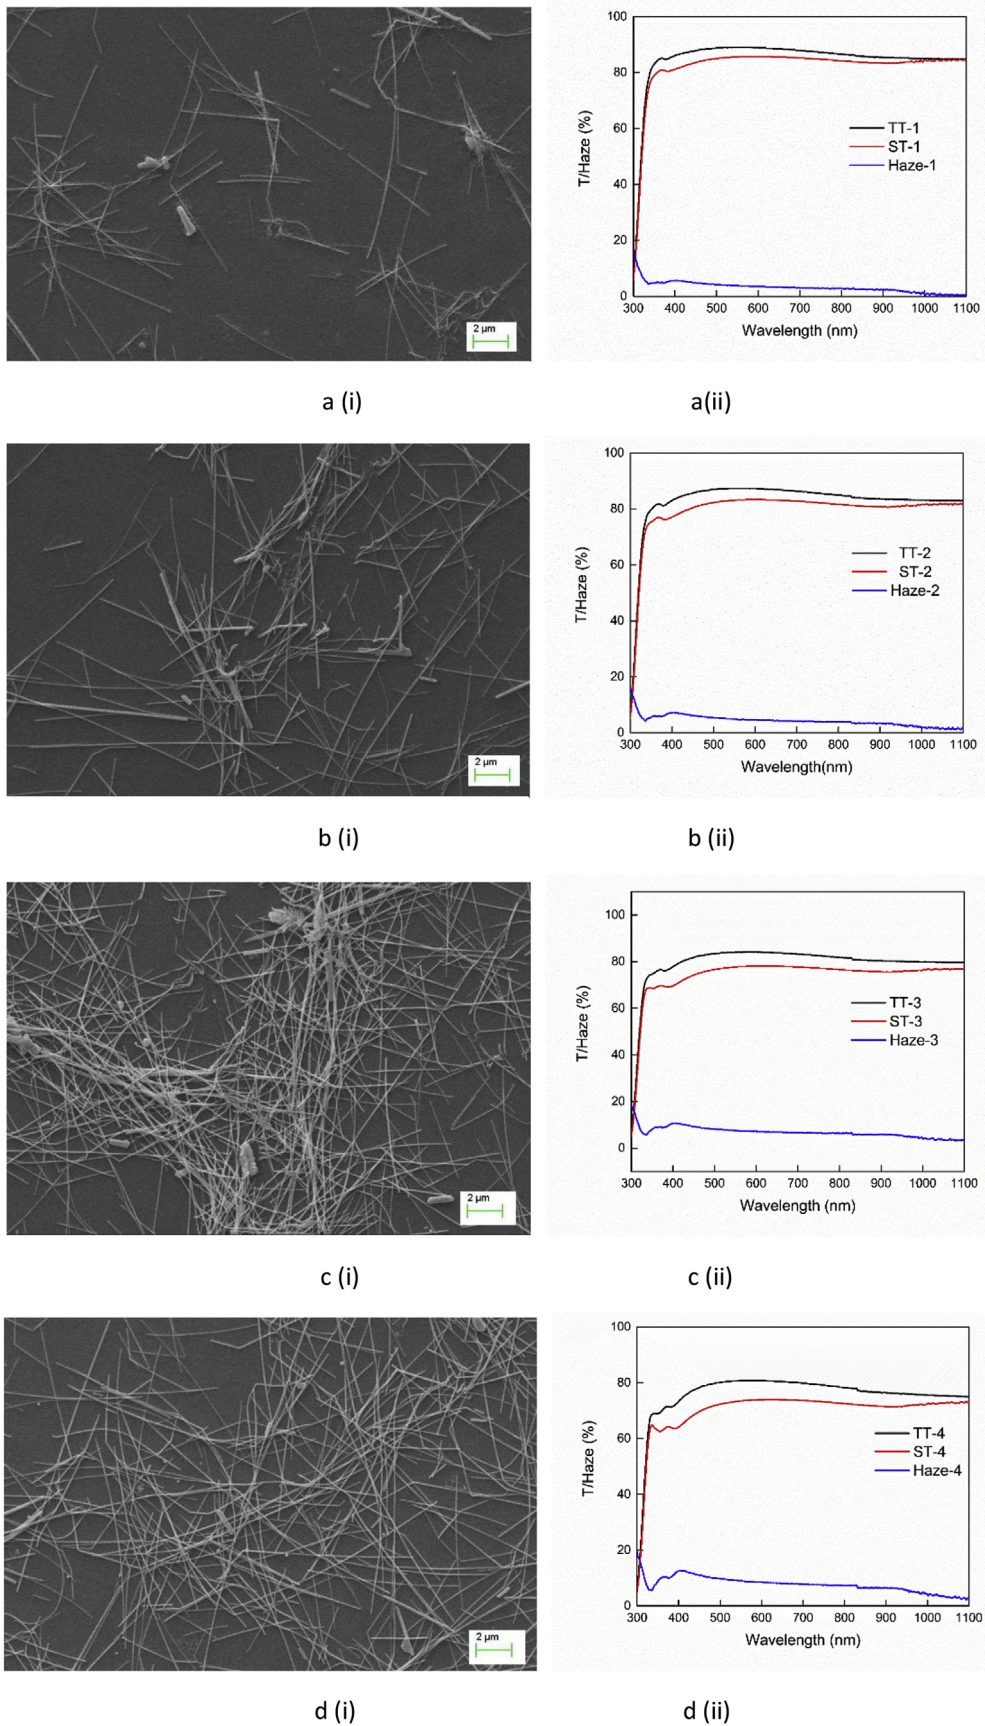 2 µm
100
80
60
40
20
0
T/Haze (%)
TT-1
ST-1
Haze-1
300 400 500 600 700 800 900 1000 1100
Wavelength (nm)
a (i)
a(ii)
2 µm
100
80
60
40
20
0
T/Haze (%)
TT-2
ST-2
Haze-2
300 400 500 600 700 800 900 1000 1100
Wavelength(nm)
b (i)
b (ii)
2 µm
100
80
60
40
20
0
T/Haze (%)
TT-3
ST-3
Haze-3
300 400 500 600 700 800 900 1000 1100
Wavelength (nm)
c (i)
c (ii)
2 µm
100
80
60
40
20
0
T/Haze (%)
TT-4
ST-4
Haze-4
300 400 500 600 700 800 900 1000 1100
Wavelength (nm)
d (i)
d (ii)